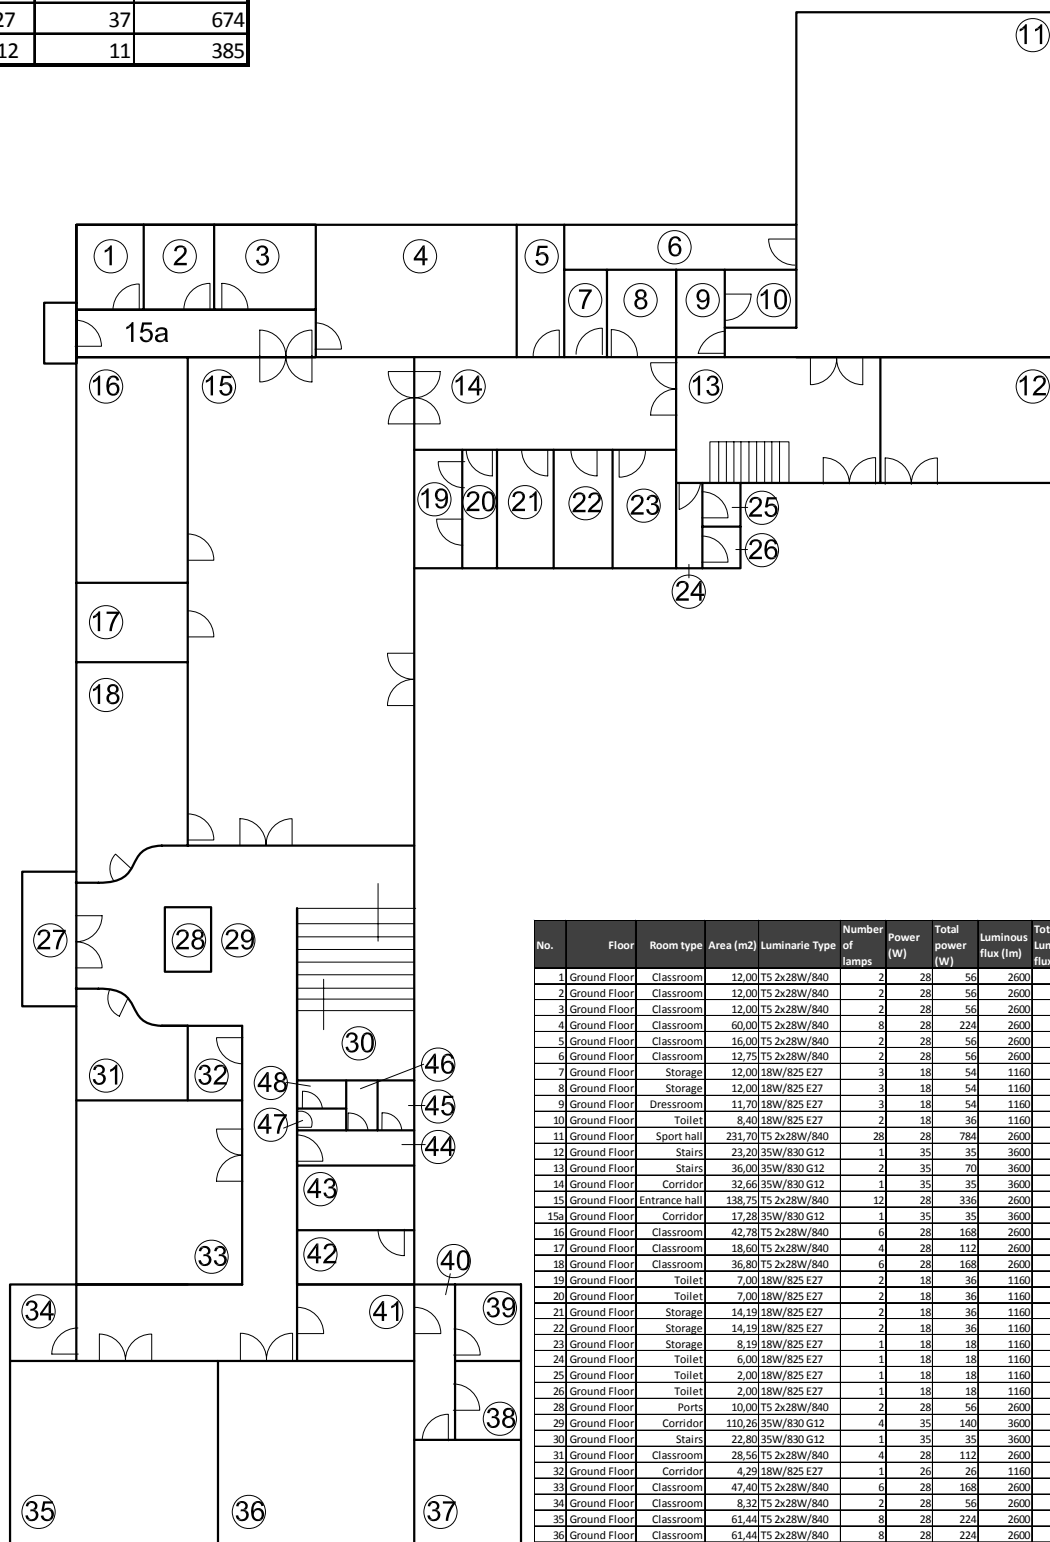 27 37 674
12 11 385
11
1 2 3 4 5 6
7 8 9 10
15a
16 15 14 13 12
19 20 21 22 23
25
26
24
17
18
27 28 29
30
31 32
48 46
45
47
44
43
42
33 40
34 41 39
38
35 36 37
No. Floor Room type Area (m2) Luminarie Type Number of lamps Power (W) Total power (W) Luminous flux (lm)
1 Ground Floor Classroom 12,00 T5 2x28W/840 2 28 56 2600
2 Ground Floor Classroom 12,00 T5 2x28W/840 2 28 56 2600
3 Ground Floor Classroom 12,00 T5 2x28W/840 2 28 56 2600
4 Ground Floor Classroom 60,00 T5 2x28W/840 8 28 224 2600
5 Ground Floor Classroom 16,00 T5 2x28W/840 2 28 56 2600
6 Ground Floor Classroom 12,75 T5 2x28W/840 2 28 56 2600
7 Ground Floor Storage 12,00 18W/825 E27 3 18 54 1160
8 Ground Floor Storage 12,00 18W/825 E27 3 18 54 1160
9 Ground Floor Dressroom 11,70 18W/825 E27 3 18 54 1160
10 Ground Floor Toilet 8,40 18W/825 E27 2 18 36 1160
11 Ground Floor Sport hall 231,70 T5 2x28W/840 28 28 784 2600
12 Ground Floor Stairs 23,20 35W/830 G12 1 35 35 3600
13 Ground Floor Stairs 36,00 35W/830 G12 2 35 70 3600
14 Ground Floor Corridor 32,66 35W/830 G12 1 35 35 3600
15 Ground Floor Entrance hall 138,75 T5 2x28W/840 12 28 336 2600
15a Ground Floor Corridor 17,28 35W/830 G12 1 35 35 3600
16 Ground Floor Classroom 42,78 T5 2x28W/840 6 28 168 2600
17 Ground Floor Classroom 18,60 T5 2x28W/840 4 28 112 2600
18 Ground Floor Classroom 36,80 T5 2x28W/840 6 28 168 2600
19 Ground Floor Toilet 7,00 18W/825 E27 2 18 36 1160
20 Ground Floor Toilet 7,00 18W/825 E27 2 18 36 1160
21 Ground Floor Storage 14,19 18W/825 E27 2 18 36 1160
22 Ground Floor Storage 14,19 18W/825 E27 2 18 36 1160
23 Ground Floor Storage 8,19 18W/825 E27 1 18 18 1160
24 Ground Floor Toilet 6,00 18W/825 E27 1 18 18 1160
25 Ground Floor Toilet 2,00 18W/825 E27 1 18 18 1160
26 Ground Floor Toilet 2,00 18W/825 E27 1 18 18 1160
28 Ground Floor Ports 10,00 T5 2x28W/840 2 28 56 2600
29 Ground Floor Corridor 110,26 35W/830 G12 4 35 140 3600
30 Ground Floor Stairs 22,80 35W/830 G12 1 35 35 3600
31 Ground Floor Classroom 28,56 T5 2x28W/840 4 28 112 2600
32 Ground Floor Corridor 4,29 18W/825 E27 1 26 26 1160
33 Ground Floor Classroom 47,40 T5 2x28W/840 6 28 168 2600
34 Ground Floor Classroom 8,32 T5 2x28W/840 2 28 56 2600
35 Ground Floor Classroom 61,44 T5 2x28W/840 8 28 224 2600
36 Ground Floor Classroom 61,44 T5 2x28W/840 8 28 224 2600